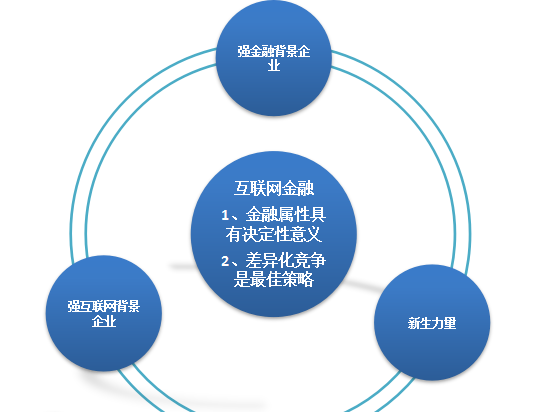 强金融背景企
业
互联网金融
1、金融属性具
有决定性意义
2、差异化竞争
是最佳策略
强互联网背景
企业
新生力量